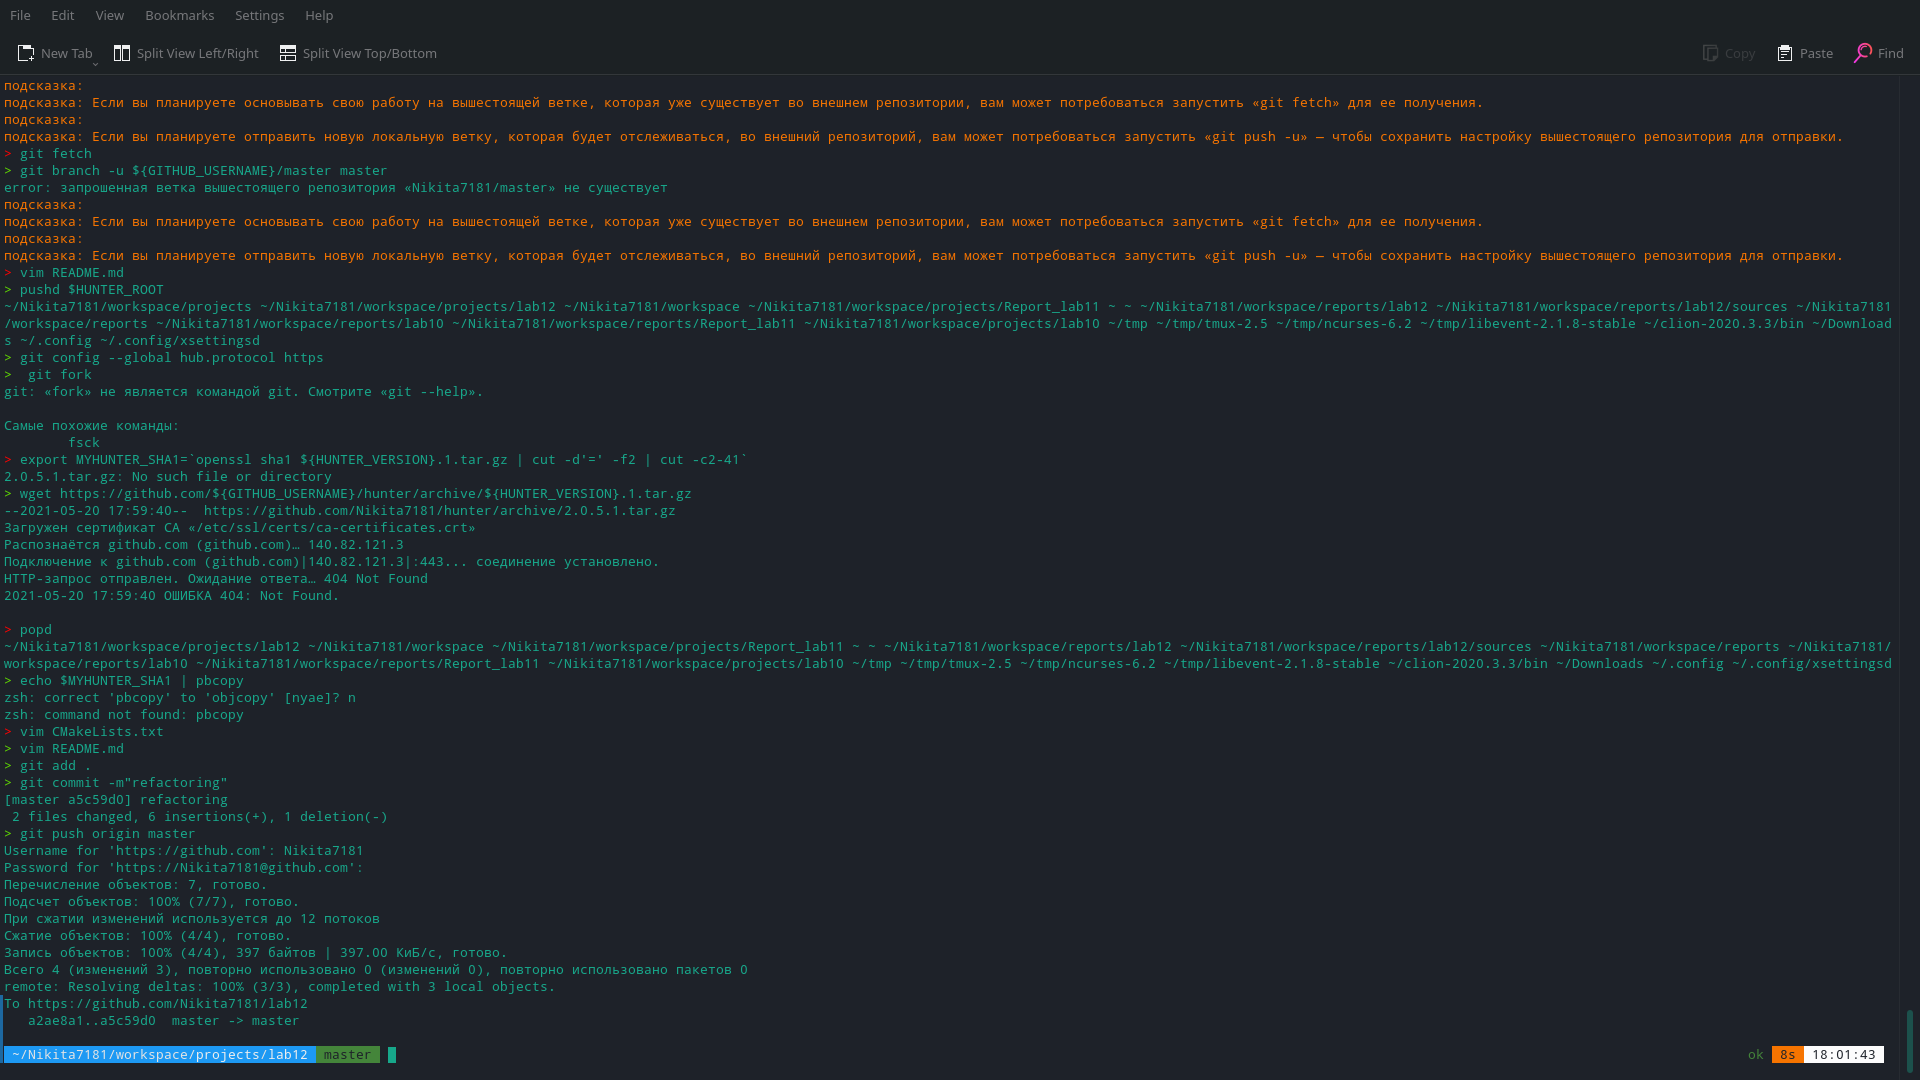 File Edit View Bookmarks Settings Help
New Tab Split View Left/Right Split View Top/Bottom Copy Paste Find
подсказка:
подсказка: Если вы планируете основывать свою работу на вышестоящей ветке, которая уже существует во внешнем репозитории, вам может потребоваться запустить «git fetch» для ее получения.
подсказка:
подсказка: Если вы планируете отправить новую локальную ветку, которая будет отслеживаться, во внешний репозиторий, вам может потребоваться запустить «git push -u» — чтобы сохранить настройку вышестоящего репозитория для отправки.
> git fetch
> git branch -u ${GITHUB_USERNAME}/master master
error: запрошенная ветка вышестоящего репозитория «Nikita7181/master» не существует
подсказка:
подсказка: Если вы планируете основывать свою работу на вышестоящей ветке, которая уже существует во внешнем репозитории, вам может потребоваться запустить «git fetch» для ее получения.
подсказка:
подсказка: Если вы планируете отправить новую локальную ветку, которая будет отслеживаться, во внешний репозиторий, вам может потребоваться запустить «git push -u» — чтобы сохранить настройку вышестоящего репозитория для отправки.
> vim README.md
> pushd $HUNTER_ROOT
~/Nikita7181/workspace/projects ~/Nikita7181/workspace/projects/lab12 ~/Nikita7181/workspace ~/Nikita7181/workspace/projects/Report_lab11 ~ ~ ~/Nikita7181/workspace/reports/lab12 ~/Nikita7181/workspace/reports/lab12/sources ~/Nikita7181
/workspace/reports ~/Nikita7181/workspace/reports/lab10 ~/Nikita7181/workspace/reports/Report_lab11 ~/Nikita7181/workspace/projects/lab10 ~/tmp ~/tmp/tmux-2.5 ~/tmp/ncurses-6.2 ~/tmp/libevent-2.1.8-stable ~/clion-2020.3.3/bin ~/Download
s ~/.config ~/.config/xsettingsd
> git config --global hub.protocol https
>  git fork
git: «fork» не является командой git. Смотрите «git --help».
Самые похожие команды:
fsck
> export MYHUNTER_SHA1=`openssl sha1 ${HUNTER_VERSION}.1.tar.gz | cut -d'=' -f2 | cut -c2-41`
2.0.5.1.tar.gz: No such file or directory
> wget https://github.com/${GITHUB_USERNAME}/hunter/archive/${HUNTER_VERSION}.1.tar.gz
--2021-05-20 17:59:40--  https://github.com/Nikita7181/hunter/archive/2.0.5.1.tar.gz
Загружен сертификат CA «/etc/ssl/certs/ca-certificates.crt»
Распознаётся github.com (github.com)… 140.82.121.3
Подключение к github.com (github.com)|140.82.121.3|:443... соединение установлено.
HTTP-запрос отправлен. Ожидание ответа… 404 Not Found
2021-05-20 17:59:40 ОШИБКА 404: Not Found.
> popd
~/Nikita7181/workspace/projects/lab12 ~/Nikita7181/workspace ~/Nikita7181/workspace/projects/Report_lab11 ~ ~ ~/Nikita7181/workspace/reports/lab12 ~/Nikita7181/workspace/reports/lab12/sources ~/Nikita7181/workspace/reports ~/Nikita7181/
workspace/reports/lab10 ~/Nikita7181/workspace/reports/Report_lab11 ~/Nikita7181/workspace/projects/lab10 ~/tmp ~/tmp/tmux-2.5 ~/tmp/ncurses-6.2 ~/tmp/libevent-2.1.8-stable ~/clion-2020.3.3/bin ~/Downloads ~/.config ~/.config/xsettingsd
> echo $MYHUNTER_SHA1 | pbcopy
zsh: correct 'pbcopy' to 'objcopy' [nyae]? n
zsh: command not found: pbcopy
> vim CMakeLists.txt
> vim README.md
> git add .
> git commit -m"refactoring"
[master a5c59d0] refactoring
2 files changed, 6 insertions(+), 1 deletion(-)
> git push origin master
Username for 'https://github.com': Nikita7181
Password for 'https://Nikita7181@github.com':
Перечисление объектов: 7, готово.
Подсчет объектов: 100% (7/7), готово.
При сжатии изменений используется до 12 потоков
Сжатие объектов: 100% (4/4), готово.
Запись объектов: 100% (4/4), 397 байтов | 397.00 КиБ/с, готово.
Всего 4 (изменений 3), повторно использовано 0 (изменений 0), повторно использовано пакетов 0
remote: Resolving deltas: 100% (3/3), completed with 3 local objects.
To https://github.com/Nikita7181/lab12
a2ae8a1..a5c59d0  master -> master
~/Nikita7181/workspace/projects/lab12 master ok 8s 18:01:43